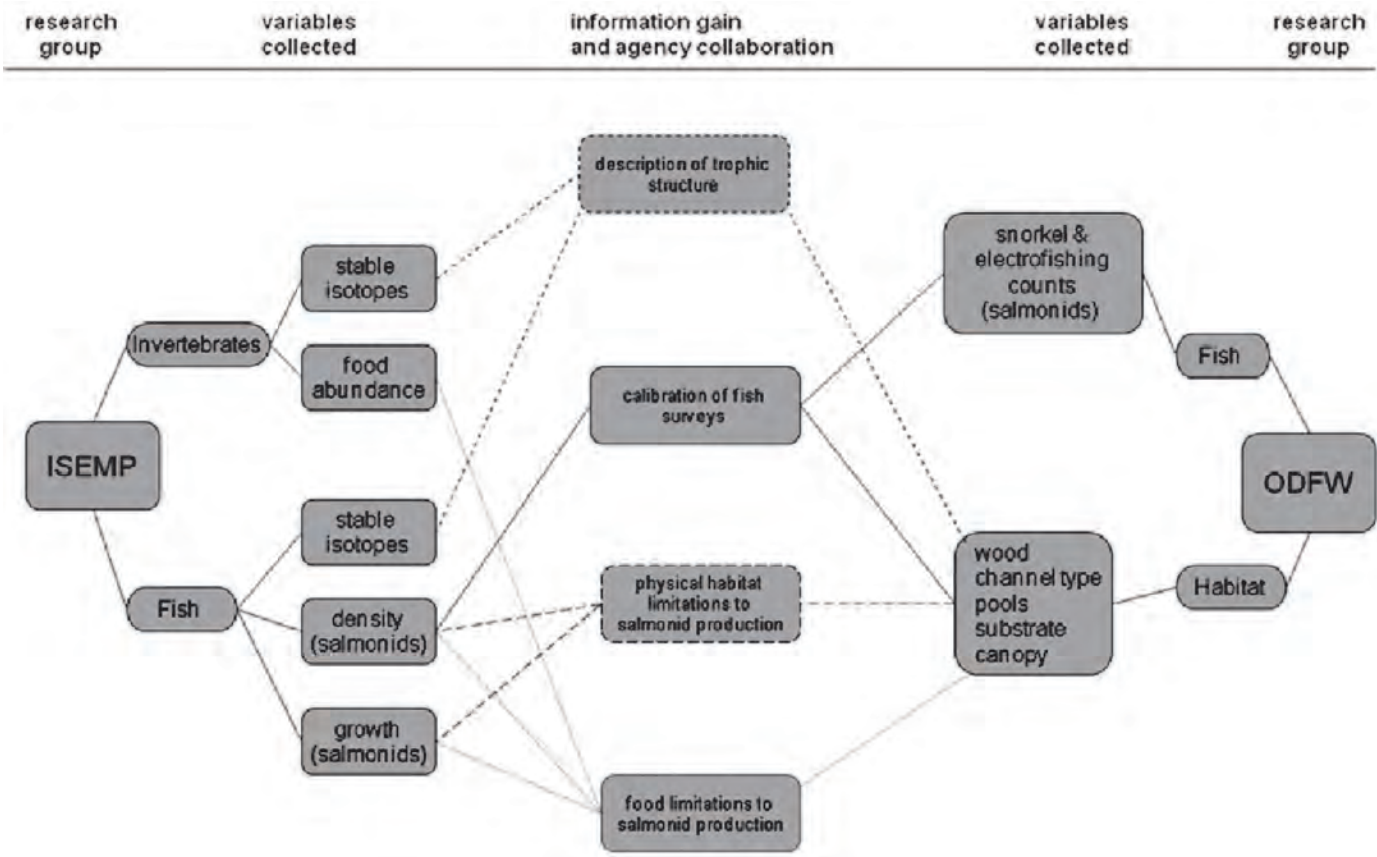 research
group
variables
collected
information gain
and agency collaboration
variables
collected
research
group
description of trophic
structure
stable
isotopes
snorkel &
electrofishing
counts
(salmonids)
Invertebrates
food
abundance
Fish
calibration of fish
surveys
ISEMP
ODFW
stable
isotopes
Fish
density
(salmonids)
physical habitat
limitations to
salmonid production
wood
channel type
pools
substrate
canopy
Habitat
growth
(salmonids)
food limitations to
salmonid production